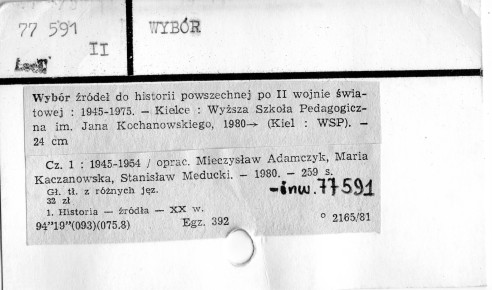 77 591
II
WYBÓR
Wybór źródeł do historii powszechnej po II wojnie świa-
towej : 1945-1975. — Kielce : Wyższa Szkoła Pedagogicz-
na im. Jana Kochanowskiego, 1980→ (Kiel : WSP). —
24 cm
Cz. 1 : 1945-1954 / oprac. Mieczysław Adamczyk, Maria
Kaczanowska, Stanisław Meducki. — 1980. — 259 s.
Gł. tł. z różnych jęz.
32 zł
-inw. 77591
1. Historia — źródła — XX w.
94"19"(093)(075.8) Egz. 392 ° 2165/81